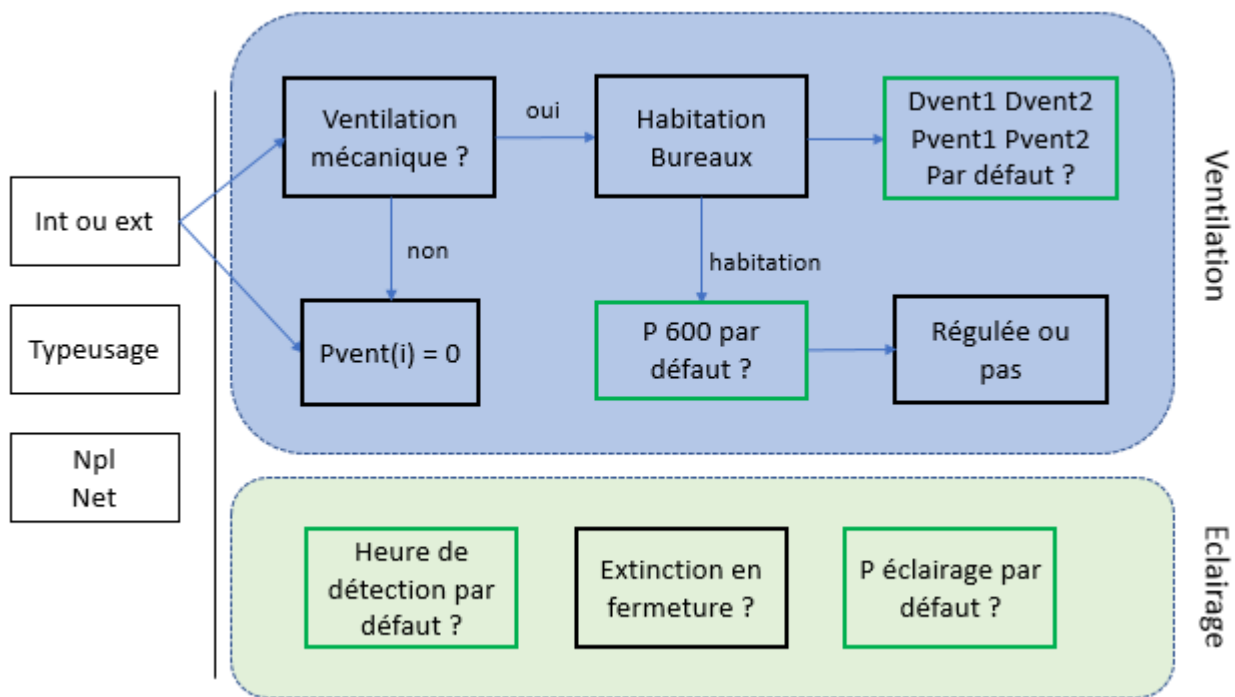 Int ou ext
Typeusage
Npl
Net
Ventilation
mécanique ?
oui
Habitation
Bureaux
Dvent1 Dvent2
Pvent1 Pvent2
Par défaut ?
non
habitation
Pvent(i) = 0
P 600 par
défaut ?
Régulée ou
pas
Ventilation
Heure de
détection par
défaut ?
Extinction en
fermeture ?
P éclairage par
défaut ?
Eclairage